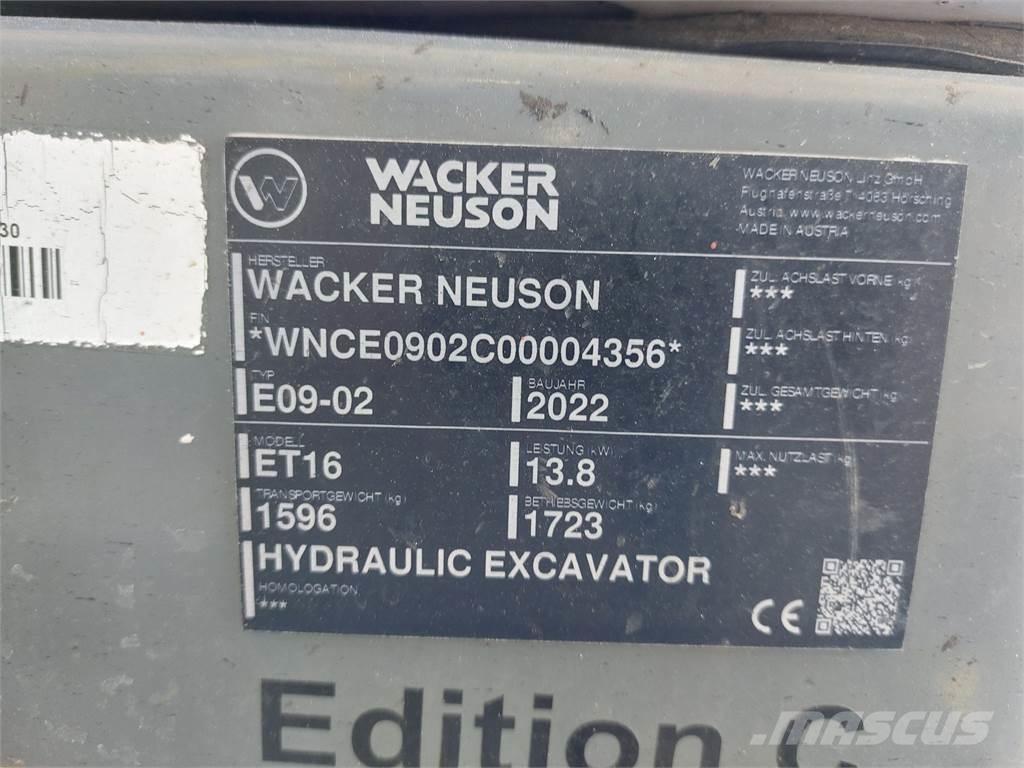 30
W
WACKER
NEUSON
WACKER NEUSON Linz GmbH
Flughafenstraße 7, 4063 Hörsching
Austria www.wackerneuson.com
MADE IN AUSTRIA
HERSTELLER
WACKER NEUSON
FIN
*WNCE0902C00004356*
TYP
E09-02
BAUJAHR
2022
ZUL. ACHSLAST VORNE (kg)
***
ZUL. ACHSLAST HINTEN (kg)
***
ZUL. GESAMTGEWICHT (kg)
***
MODELL
ET16
LEISTUNG (kW)
13.8
MAX. NUTZLAST (kg)
***
TRANSPORTGEWICHT (kg)
1596
BETRIEBSGEWICHT (kg)
1723
HYDRAULIC EXCAVATOR
HOMOLOGATION
***
CE
Edition
MASCUS